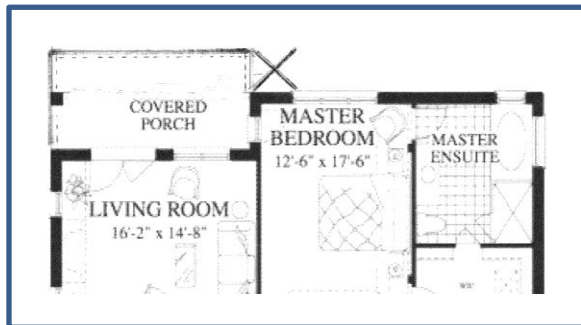 COVERED
PORCH
MASTER
BEDROOM
12'-6" x 17'-6"
MASTER
ENSUITE
LIVING ROOM
16'-2" x 14'-8"